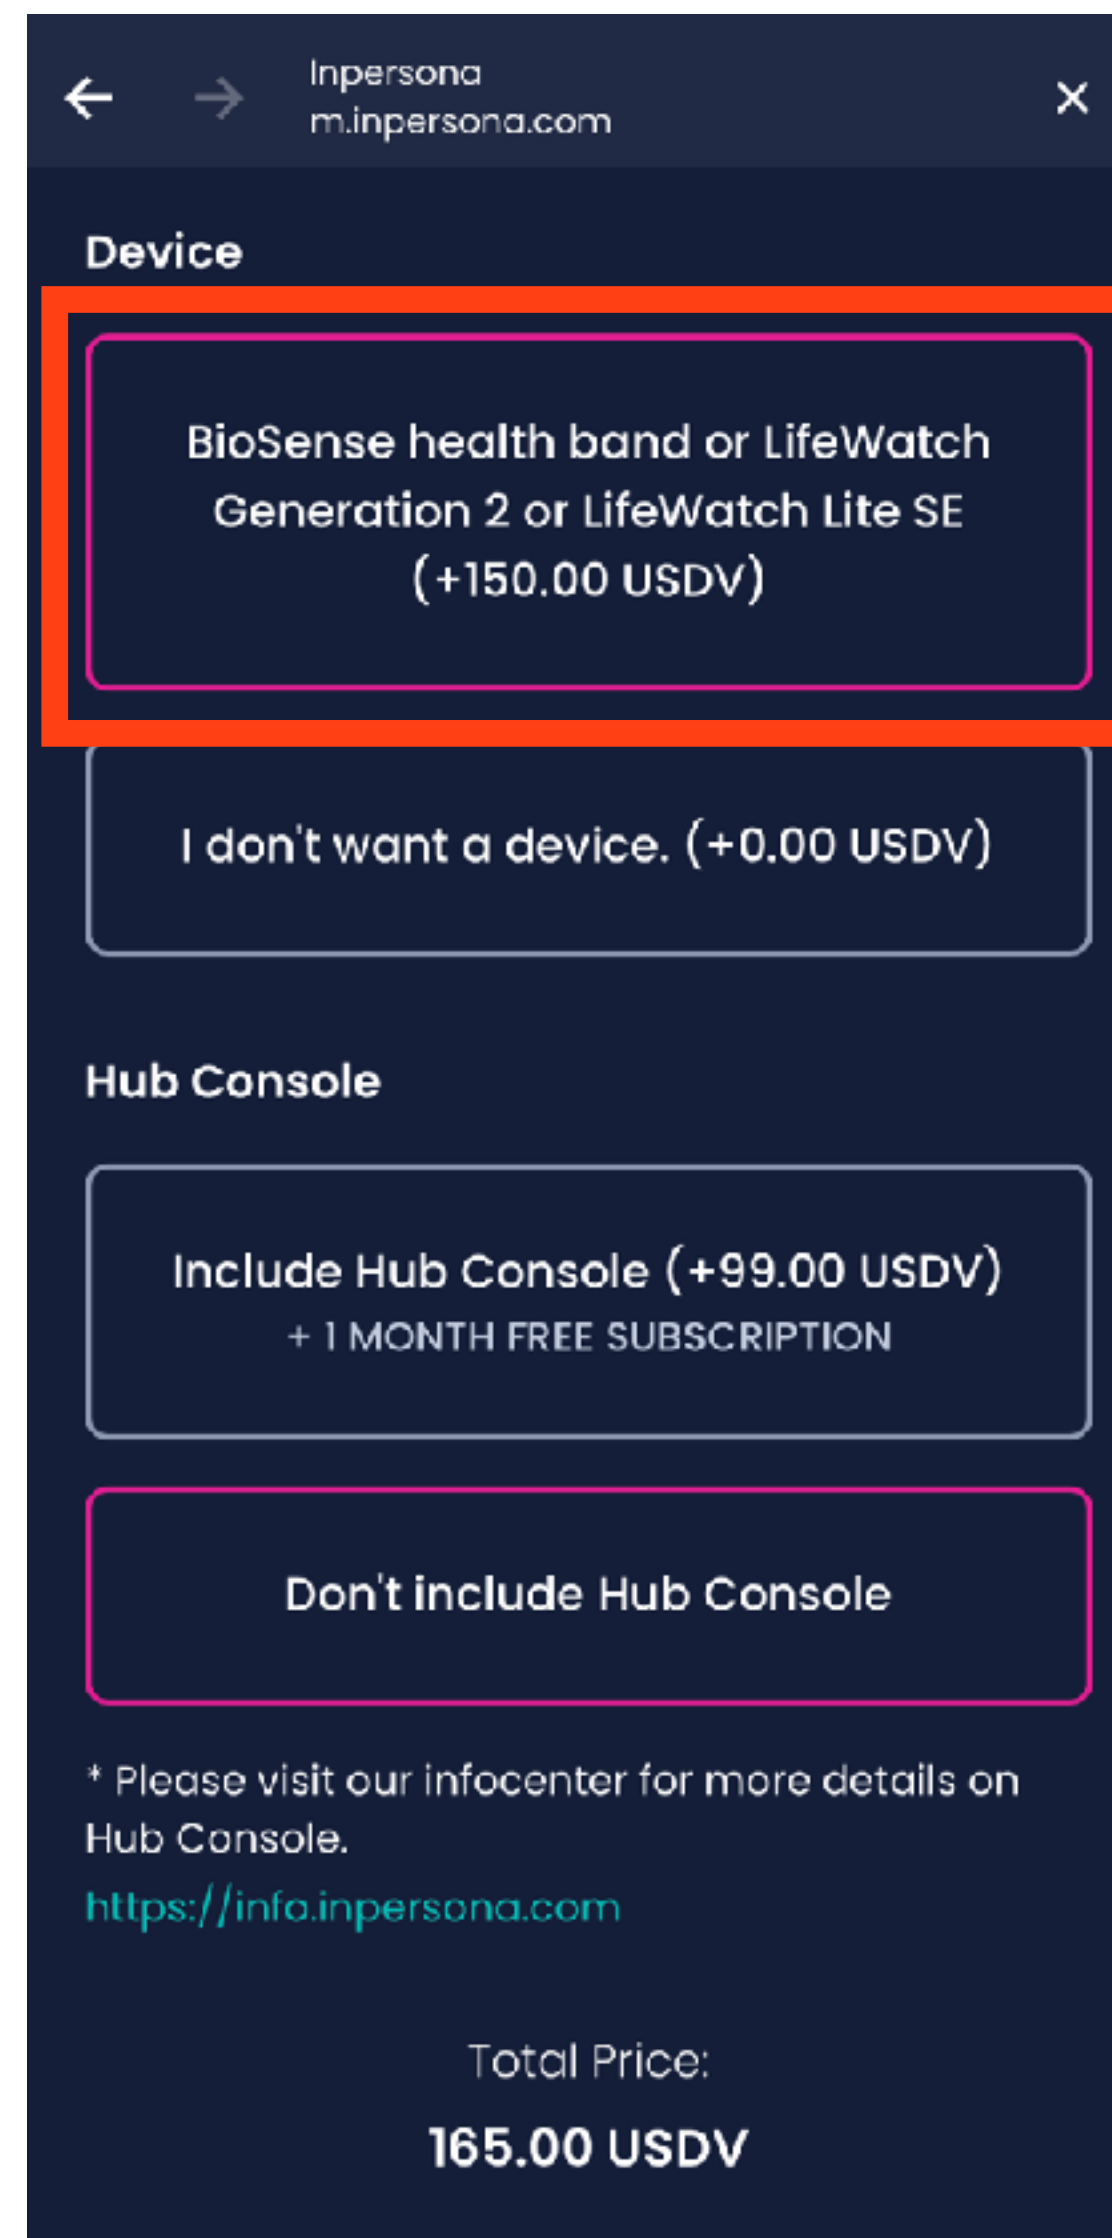 Inpersona
m.inpersona.com
Device
BioSense health band or LifeWatch
Generation 2 or LifeWatch Lite SE
(+150.00 USDV)
I don't want a device. (+0.00 USDV)
Hub Console
Include Hub Console (+99.00 USDV)
+ 1 MONTH FREE SUBSCRIPTION
Don't include Hub Console
* Please visit our infocenter for more details on
Hub Console.
https://info.inpersona.com
Total Price:
165.00 USDV